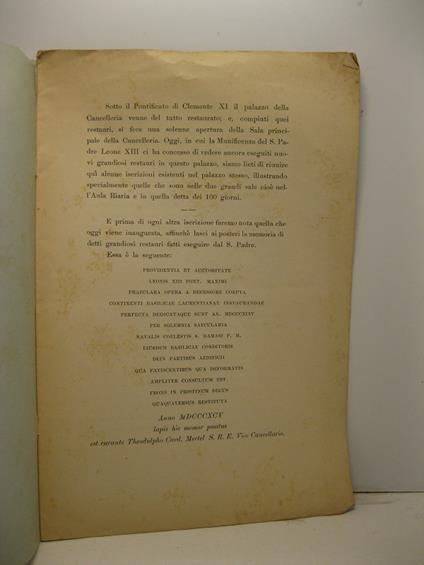 Sotto il Pontificato di Clemente XI il palazzo della
Cancelleria venne del tutto restaurato; e, compiuti quei
restauri, si fece una solenne apertura della Sala princi-
pale della Cancelleria. Oggi, in cui la Munificenza del S. Pa-
dre Leone XIII ci ha concesso di vedere ancora eseguiti nuo-
vi grandiosi restauri in questo palazzo, siamo lieti di riunire
quì alcune iscrizioni esistenti nel palazzo stesso, illustrando
specialmente quelle che sono nelle due grandi sale cioè nel-
l'Aula Riaria e in quella detta dei 100 giorni.
E prima di ogni altra iscrizione faremo nota quella che
oggi viene inaugurata, affinchè lasci ai posteri la memoria di
detti grandiosi restauri fatti eseguire dal S. Padre.
Essa è la seguente:
PROVIDENTIA ET AUCTORITATE
LEONIS XIII PONT. MAXIMI
PRAECLARA OPERA A DECESSORE COEPTA
CONTINENTI BASILICAE LAURENTIANAE INSTAURANDAE
PERFECTA DEDICATAQUE SUNT AN. MDCCCXCIV
PER SOLEMNIA SAECULARIA
NATALIS COELESTIS S. DAMASI P. M.
EIUSDEM BASILICAE CONDITORIS
DEIN PARTIBUS AEDIFICII
QUA FATISCENTIBUS QUA DEFORMATIS
AMPLITER CONSULTUM EST
FRONS IN PRISTINUM DECUS
QUAQUAVERSUS RESTITUTA
Anno MDCCCXCV
lapis hic memor positus
est curante Theodulpho Card. Mertel S. R. E. Vice Cancellario.